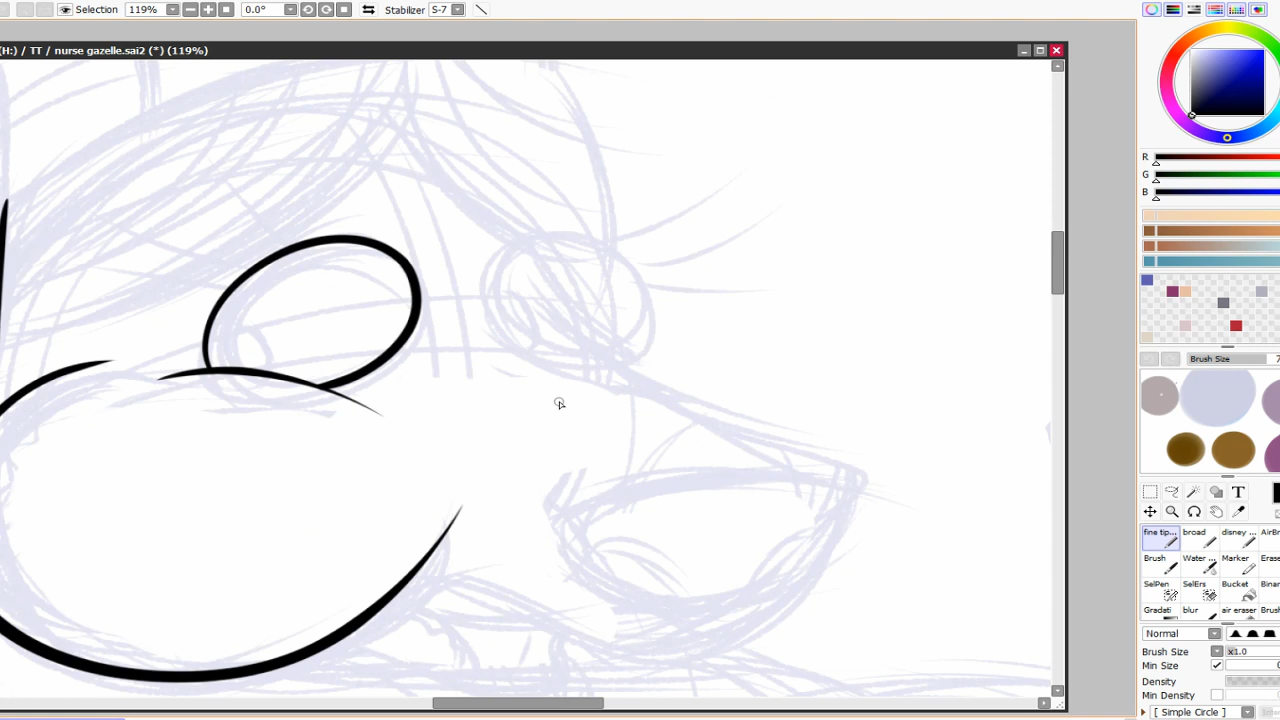 Selection 119% 0.0° Stabilizer S-7
(H:) / TT / nurse gazelle.sai2 (*) (119%)
R
G
B
Brush Size 7
T
fine tip... broad disney ... AirBr
Brush Water ... Marker Erase
SelPen SelErs Bucket Binar
Gradati blur air eraser Brush
Normal
Brush Size x1.0
Min Size 0
Density
Min Density
[ Simple Circle ]